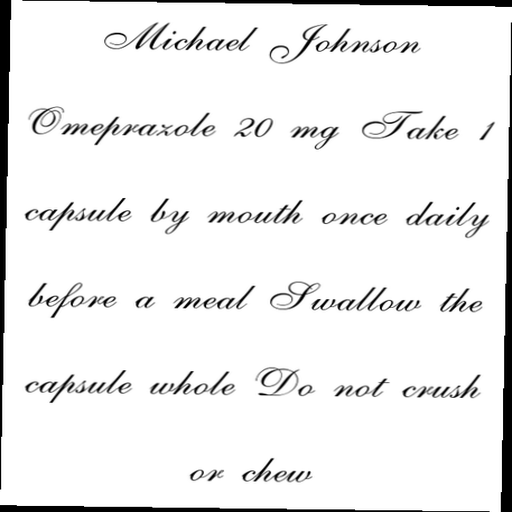 Michael Johnson
Omeprazole 20 mg Take 1
capsule by mouth once daily
before a meal Swallow the
capsule whole Do not crush
or chew